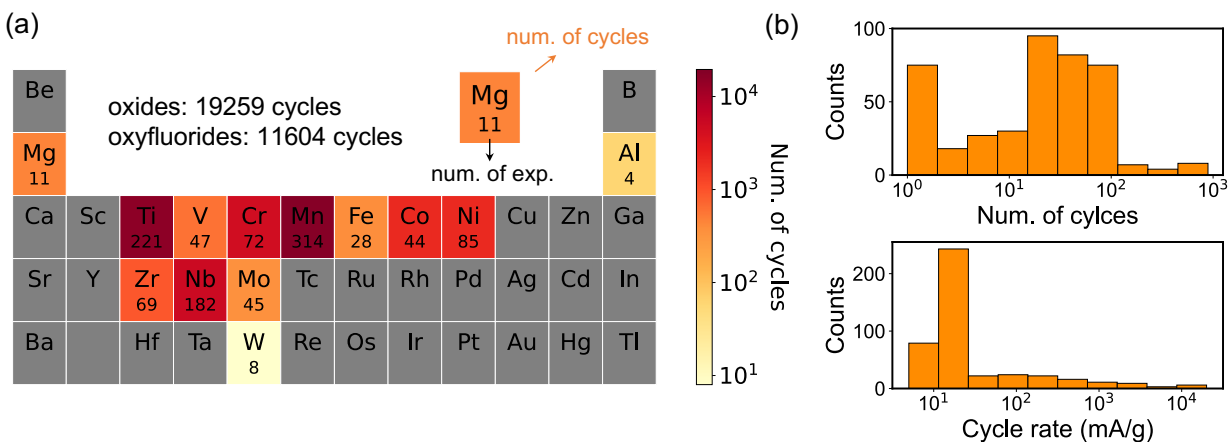 (a)
num. of cycles
Be
oxides: 19259 cycles
oxyfluorides: 11604 cycles
Mg
11
num. of exp.
B
Mg
11
Al
4
Ca Sc Ti V Cr Mn Fe Co Ni Cu Zn Ga
221 47 72 314 28 44 85
Sr Y Zr Nb Mo Tc Ru Rh Pd Ag Cd In
69 182 45
Ba Hf Ta W Re Os Ir Pt Au Hg Tl
8
10⁴
10³
10²
10¹
Num. of cycles
(b)
100
50
0
Counts
10⁰ 10¹ 10² 10³
Num. of cylces
200
100
0
Counts
10¹ 10² 10³ 10⁴
Cycle rate (mA/g)